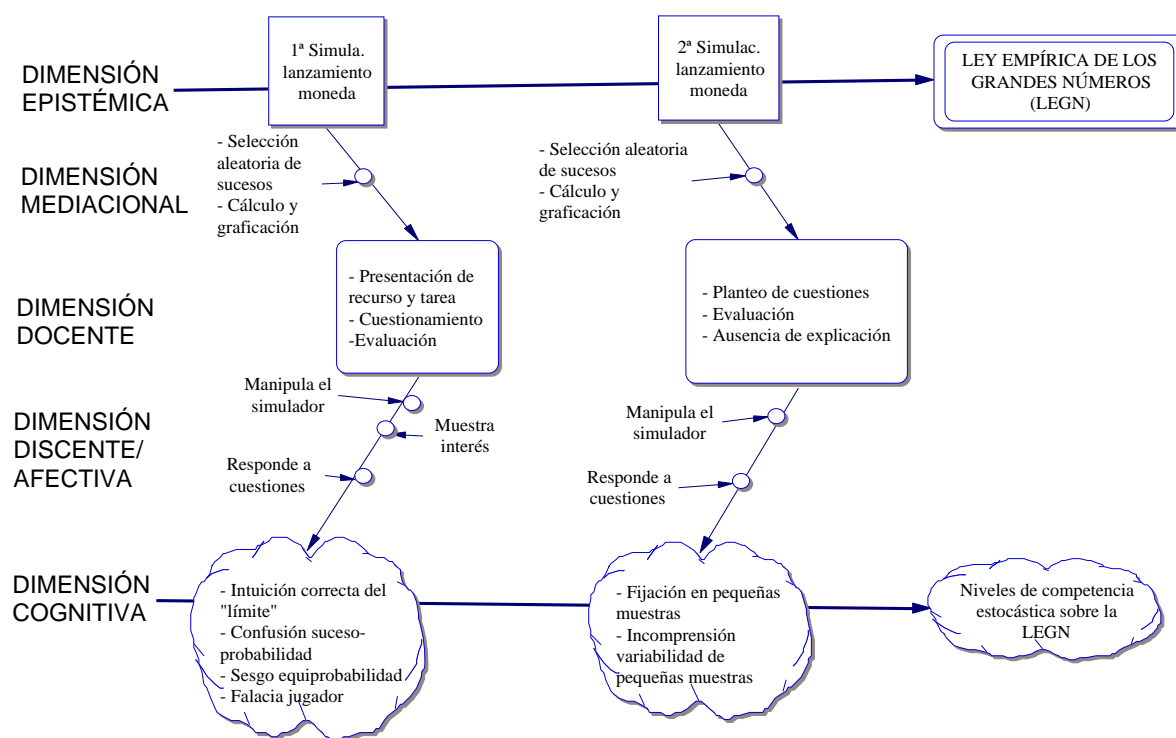 DIMENSIÓN
EPISTÉMICA
1ª Simula.
lanzamiento
moneda
2ª Simulac.
lanzamiento
moneda
LEY EMPÍRICA DE LOS
GRANDES NÚMEROS
(LEGN)
DIMENSIÓN
MEDIACIONAL
- Selección
aleatoria de
sucesos
- Cálculo y
graficación
- Selección aleatoria
de sucesos
- Cálculo y
graficación
DIMENSIÓN
DOCENTE
- Presentación de
recurso y tarea
- Cuestionamiento
-Evaluación
- Planteo de cuestiones
- Evaluación
- Ausencia de explicación
DIMENSIÓN
DISCENTE/
AFECTIVA
Manipula el
simulador
Muestra
interés
Responde a
cuestiones
Manipula el
simulador
Responde a
cuestiones
DIMENSIÓN
COGNITIVA
- Intuición correcta del
"límite"
- Confusión suceso-
probabilidad
- Sesgo equiprobabilidad
- Falacia jugador
- Fijación en pequeñas
muestras
- Incomprensión
variabilidad de
pequeñas muestras
Niveles de competencia
estocástica sobre la
LEGN